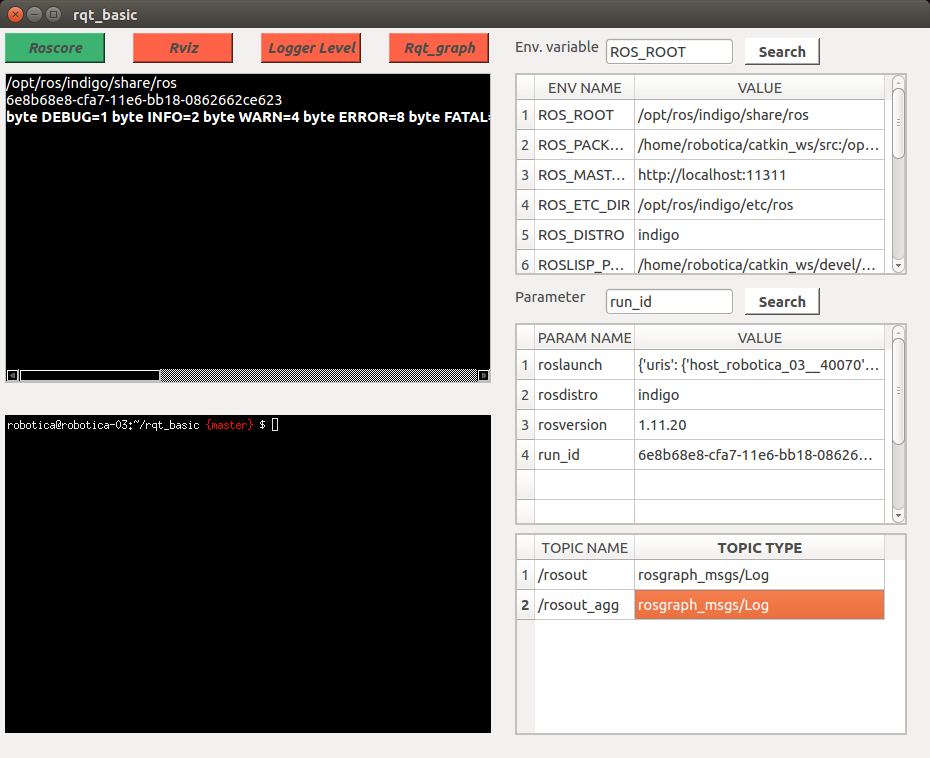 rqt_basic
Roscore Rviz Logger Level Rqt_graph
/opt/ros/indigo/share/ros
6e8b68e8-cfa7-11e6-bb18-0862662ce623
byte DEBUG=1 byte INFO=2 byte WARN=4 byte ERROR=8 byte FATAL=
robotica@robotica-03:~/rqt_basic {master} $
Env. variable ROS_ROOT Search
ENV NAME VALUE
1 ROS_ROOT /opt/ros/indigo/share/ros
2 ROS_PACK... /home/robotica/catkin_ws/src:/op...
3 ROS_MAST... http://localhost:11311
4 ROS_ETC_DIR /opt/ros/indigo/etc/ros
5 ROS_DISTRO indigo
6 ROSLISP_P... /home/robotica/catkin_ws/devel/...
Parameter run_id Search
PARAM NAME VALUE
1 roslaunch {'uris': {'host_robotica_03__40070'...
2 rosdistro indigo
3 rosversion 1.11.20
4 run_id 6e8b68e8-cfa7-11e6-bb18-08626...
TOPIC NAME TOPIC TYPE
1 /rosout rosgraph_msgs/Log
2 /rosout_agg rosgraph_msgs/Log